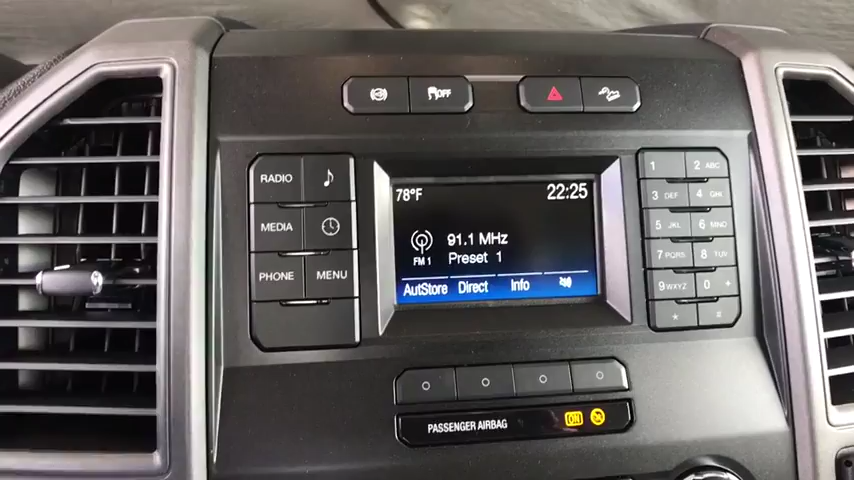 OFF
RADIO
MEDIA
PHONE MENU
78°F 22:25
91.1 MHz
FM 1 Preset 1
AutStore Direct Info
1 2 ABC
3 DEF 4 GHI
5 JKL 6 MNO
7 PQRS 8 TUV
9 WXYZ 0 +
* #
PASSENGER AIRBAG ON